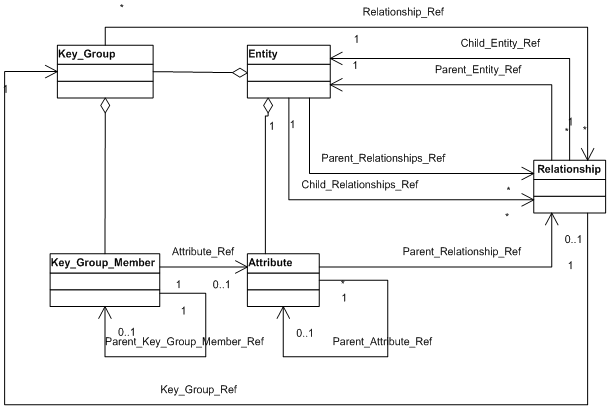 *
Relationship_Ref
Key_Group
Entity
1
Child_Entity_Ref
1
Parent_Entity_Ref
1
1
*
*
1
1
Parent_Relationships_Ref
Relationship
Child_Relationships_Ref
*
*
Key_Group_Member
Attribute_Ref
Attribute
Parent_Relationship_Ref
0..1
1
1
0..1
*
1
1
0..1
0..1
Parent_Key_Group_Member_Ref
Parent_Attribute_Ref
Key_Group_Ref